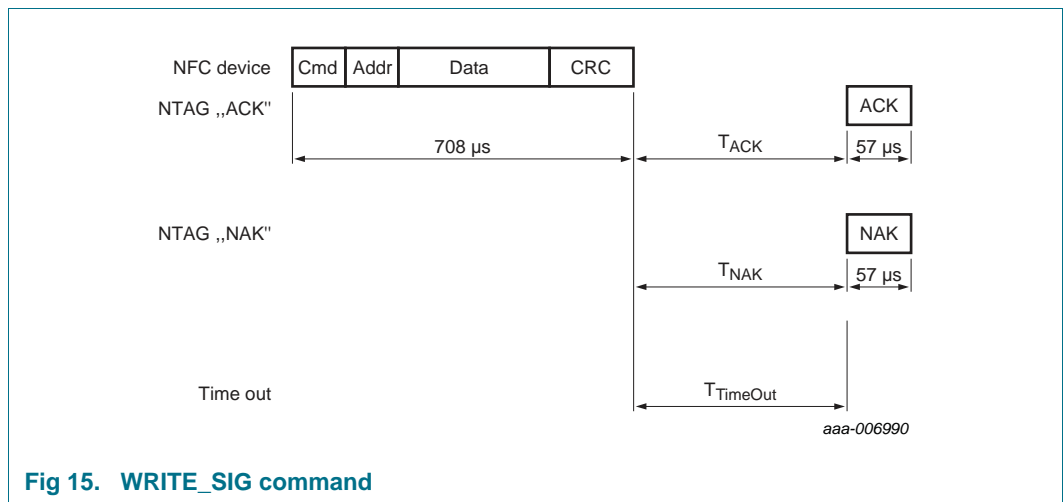 NFC device Cmd Addr Data CRC
NTAG ,,ACK" ACK
708 µs TACK 57 µs
NTAG ,,NAK" NAK
TNAK 57 µs
Time out TTimeOut
aaa-006990
Fig 15. WRITE_SIG command